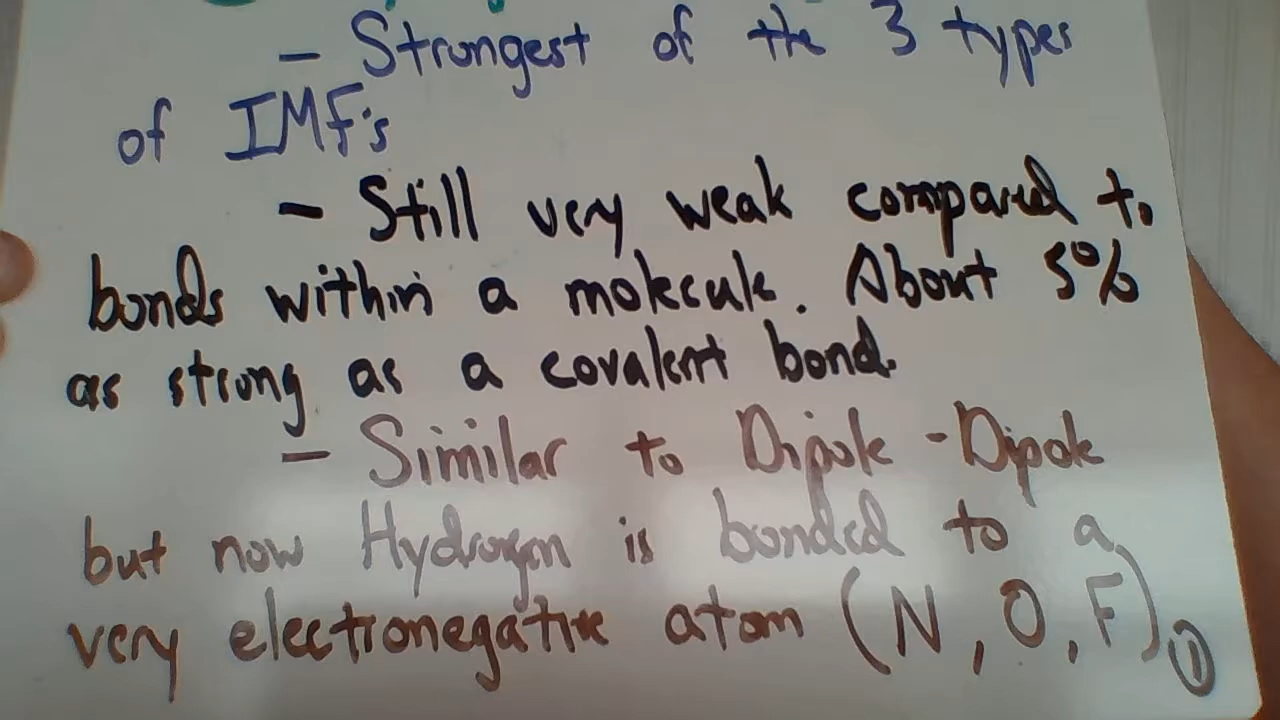 - Strongest of the 3 types
of IMF's
- Still very weak compared to
bonds within a molecule. About 5%
as strong as a covalent bond.
- Similar to Dipole-Dipole
but now Hydrogen is bonded to a
very electronegative atom (N, O, F)
1